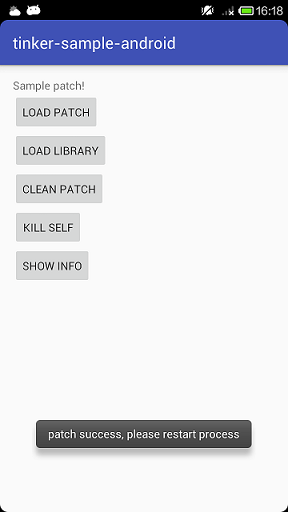 16:18
tinker-sample-android
Sample patch!
LOAD PATCH
LOAD LIBRARY
CLEAN PATCH
KILL SELF
SHOW INFO
patch success, please restart process